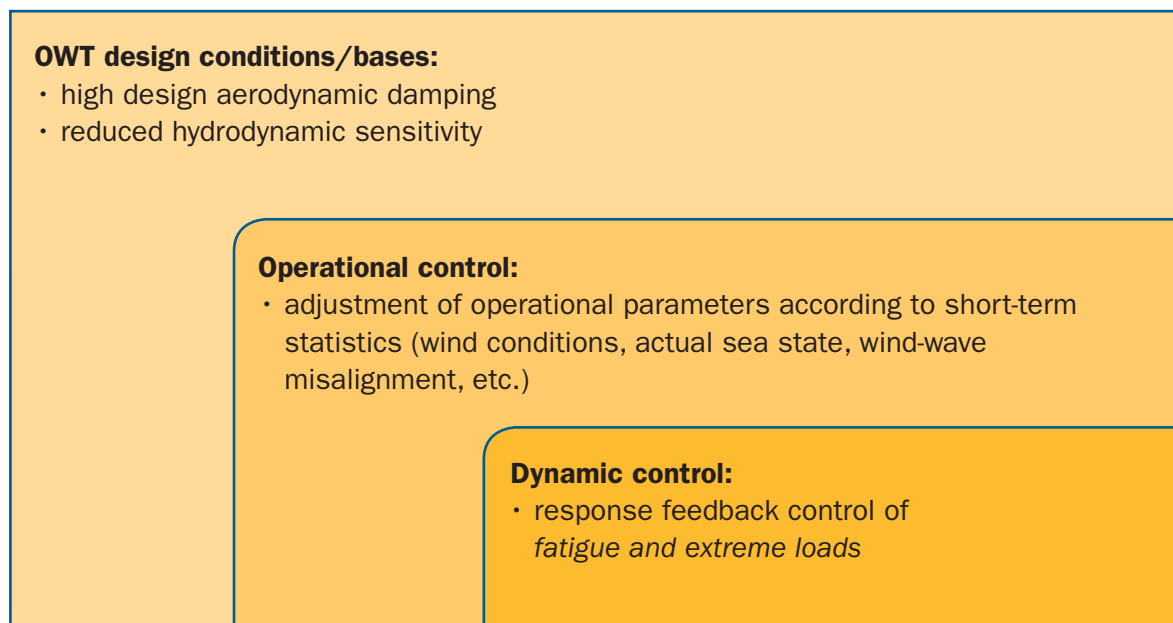 OWT design conditions/bases:
· high design aerodynamic damping
· reduced hydrodynamic sensitivity
Operational control:
· adjustment of operational parameters according to short-term
statistics (wind conditions, actual sea state, wind-wave
misalignment, etc.)
Dynamic control:
· response feedback control of
fatigue and extreme loads